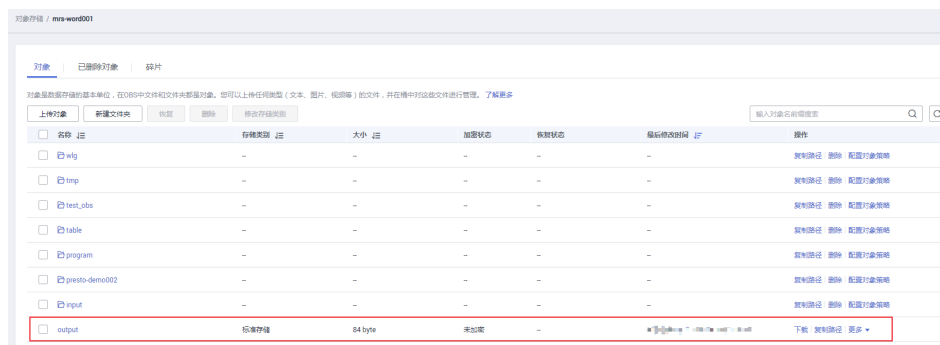 对象存储 / mrs-word001
对象 已删除对象 碎片
对象是数据存储的基本单位，在OBS中文件和文件夹都是对象。您可以上传任何类型（文本、图片、视频等）的文件，并在桶中对这些文件进行管理。 了解更多
上传对象 新建文件夹 恢复 删除 修改存储类别 输入对象名前缀搜索
名称 存储类别 大小 加密状态 恢复状态 最后修改时间 操作
wlg -- -- -- -- -- 复制路径 删除 配置对象策略
tmp -- -- -- -- -- 复制路径 删除 配置对象策略
test_obs -- -- -- -- -- 复制路径 删除 配置对象策略
table -- -- -- -- -- 复制路径 删除 配置对象策略
program -- -- -- -- -- 复制路径 删除 配置对象策略
presto-demo002 -- -- -- -- -- 复制路径 删除 配置对象策略
input -- -- -- -- -- 复制路径 删除 配置对象策略
output 标准存储 84 byte 未加密 -- 下载 复制路径 更多